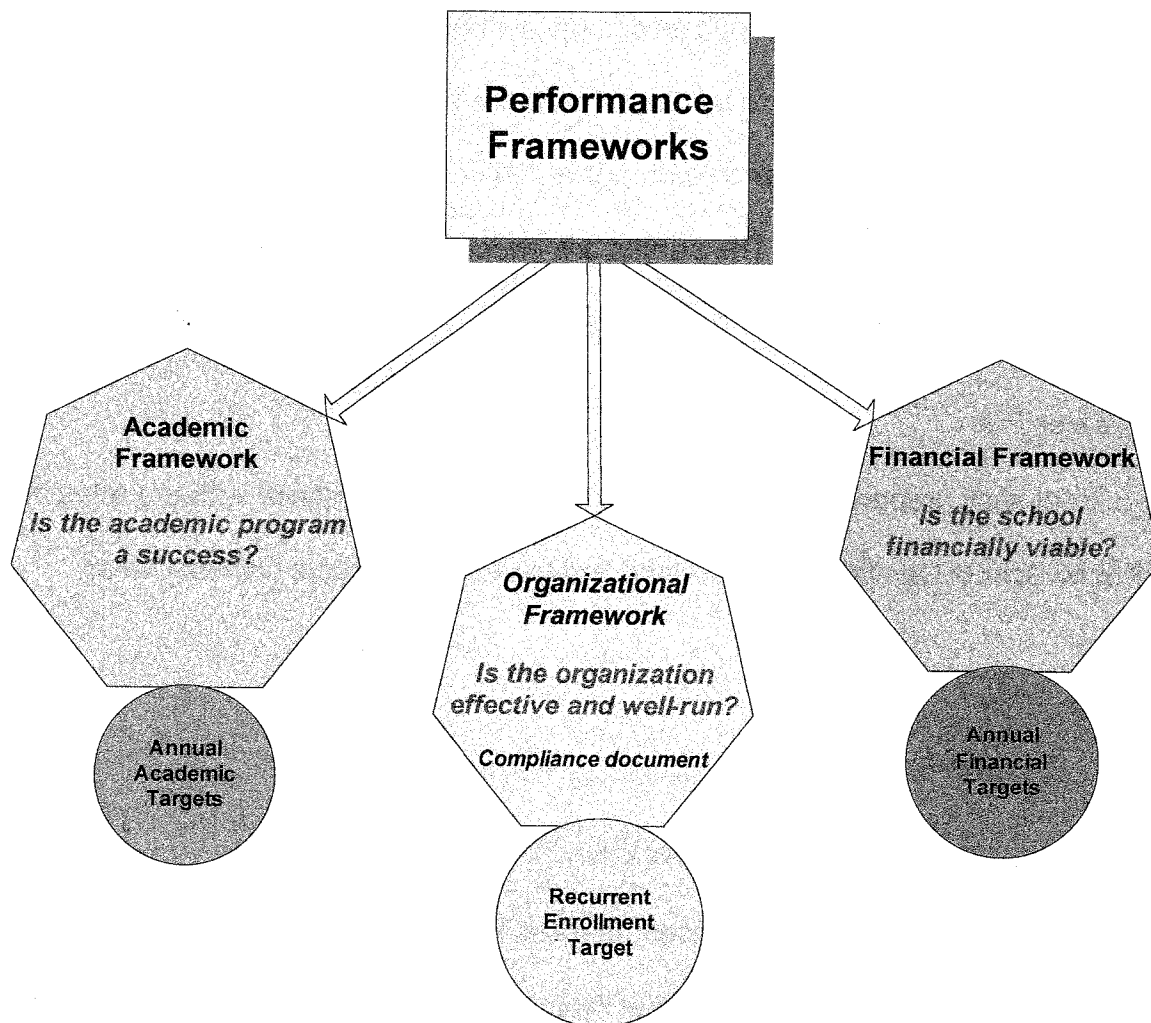 Performance
Frameworks
Academic
Framework
Is the academic program
a success?
Annual
Academic
Targets
Organizational
Framework
Is the organization
effective and well-run?
Compliance document
Recurrent
Enrollment
Target
Financial Framework
Is the school
financially viable?
Annual
Financial
Targets